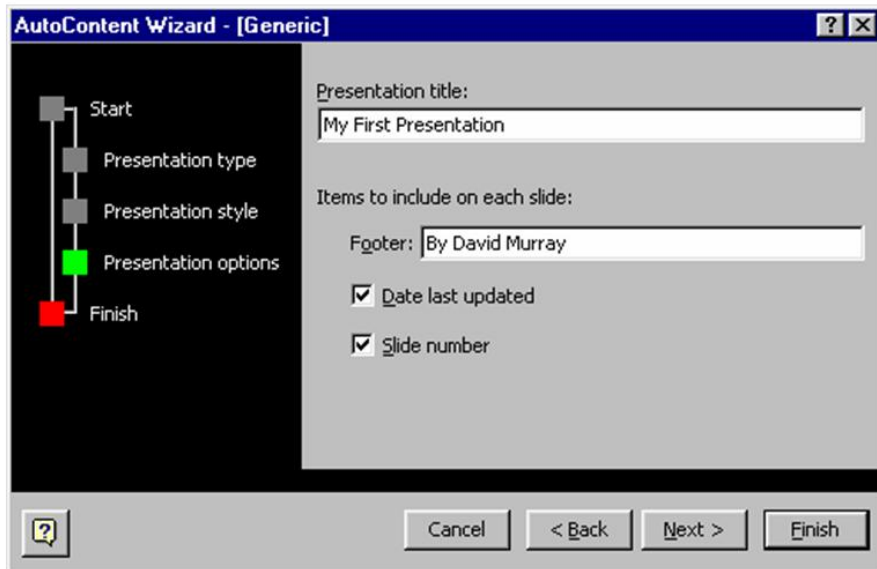 AutoContent Wizard - [Generic]
? X
Start
Presentation type
Presentation style
Presentation options
Finish
Presentation title:
My First Presentation
Items to include on each slide:
Footer: By David Murray
Date last updated
Slide number
?
Cancel < Back Next > Finish